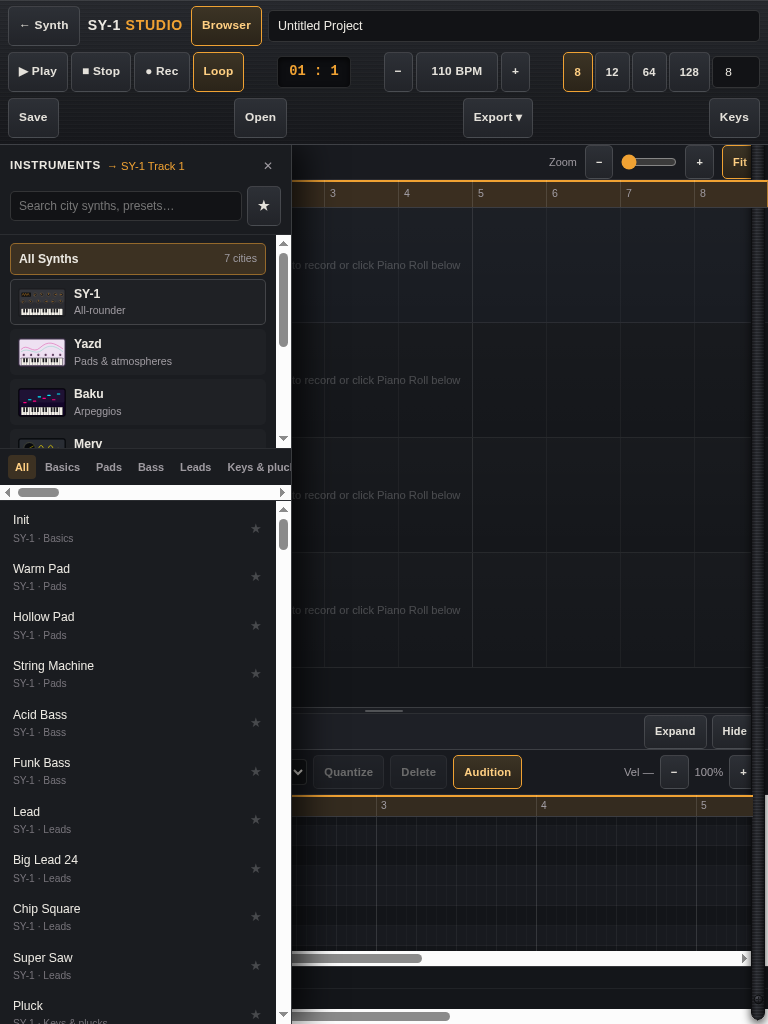 ← Synth SY-1 STUDIO Browser Untitled Project
▶ Play ■ Stop ● Rec Loop 01 : 1 − 110 BPM + 8 12 64 128 8
Save Open Export ▾ Keys
INSTRUMENTS → SY-1 Track 1 ✕
Zoom − + Fit
Search city synths, presets… ★
3 4 5 6 7 8
All Synths 7 cities
SY-1
All-rounder
to record or click Piano Roll below
Yazd
Pads & atmospheres
to record or click Piano Roll below
Baku
Arpeggios
Merv
All Basics Pads Bass Leads Keys & pluc
to record or click Piano Roll below
Init
SY-1 · Basics
★
Warm Pad
SY-1 · Pads
★
to record or click Piano Roll below
Hollow Pad
SY-1 · Pads
★
String Machine
SY-1 · Pads
★
Acid Bass
SY-1 · Bass
★
Expand Hide
Funk Bass
SY-1 · Bass
★
Quantize Delete Audition Vel — − 100% +
Lead
SY-1 · Leads
★
3 4 5
Big Lead 24
SY-1 · Leads
★
Chip Square
SY-1 · Leads
★
Super Saw
SY-1 · Leads
★
Pluck
SY-1 · Keys & plucks
★